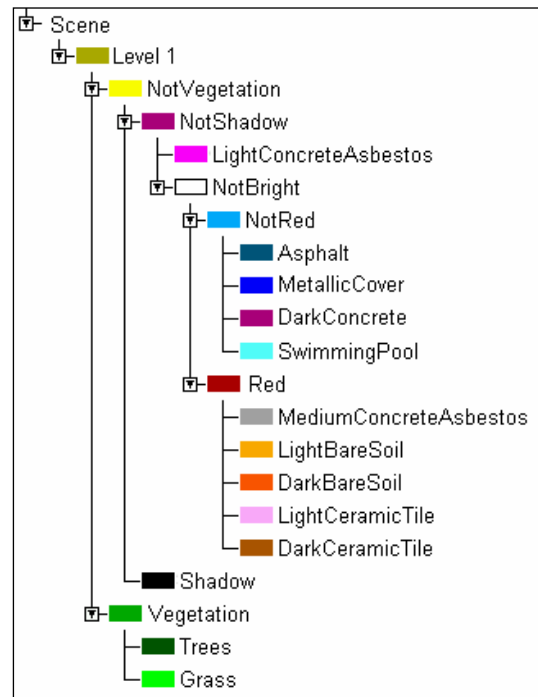 Scene
Level 1
NotVegetation
NotShadow
LightConcreteAsbestos
NotBright
NotRed
Asphalt
MetallicCover
DarkConcrete
SwimmingPool
Red
MediumConcreteAsbestos
LightBareSoil
DarkBareSoil
LightCeramicTile
DarkCeramicTile
Shadow
Vegetation
Trees
Grass